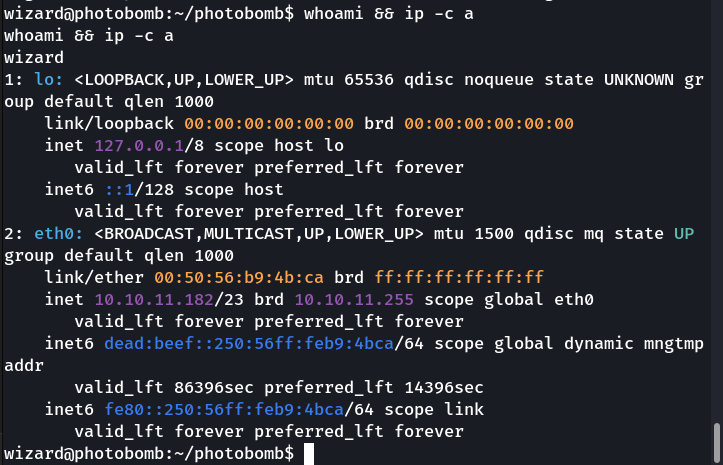 wizard@photobomb:~/photobomb$ whoami && ip -c a
whoami && ip -c a
wizard
1: lo: <LOOPBACK,UP,LOWER_UP> mtu 65536 qdisc noqueue state UNKNOWN gr
oup default qlen 1000
    link/loopback 00:00:00:00:00:00 brd 00:00:00:00:00:00
    inet 127.0.0.1/8 scope host lo
       valid_lft forever preferred_lft forever
    inet6 ::1/128 scope host
       valid_lft forever preferred_lft forever
2: eth0: <BROADCAST,MULTICAST,UP,LOWER_UP> mtu 1500 qdisc mq state UP
group default qlen 1000
    link/ether 00:50:56:b9:4b:ca brd ff:ff:ff:ff:ff:ff
    inet 10.10.11.182/23 brd 10.10.11.255 scope global eth0
       valid_lft forever preferred_lft forever
    inet6 dead:beef::250:56ff:feb9:4bca/64 scope global dynamic mngtmp
addr
       valid_lft 86396sec preferred_lft 14396sec
    inet6 fe80::250:56ff:feb9:4bca/64 scope link
       valid_lft forever preferred_lft forever
wizard@photobomb:~/photobomb$